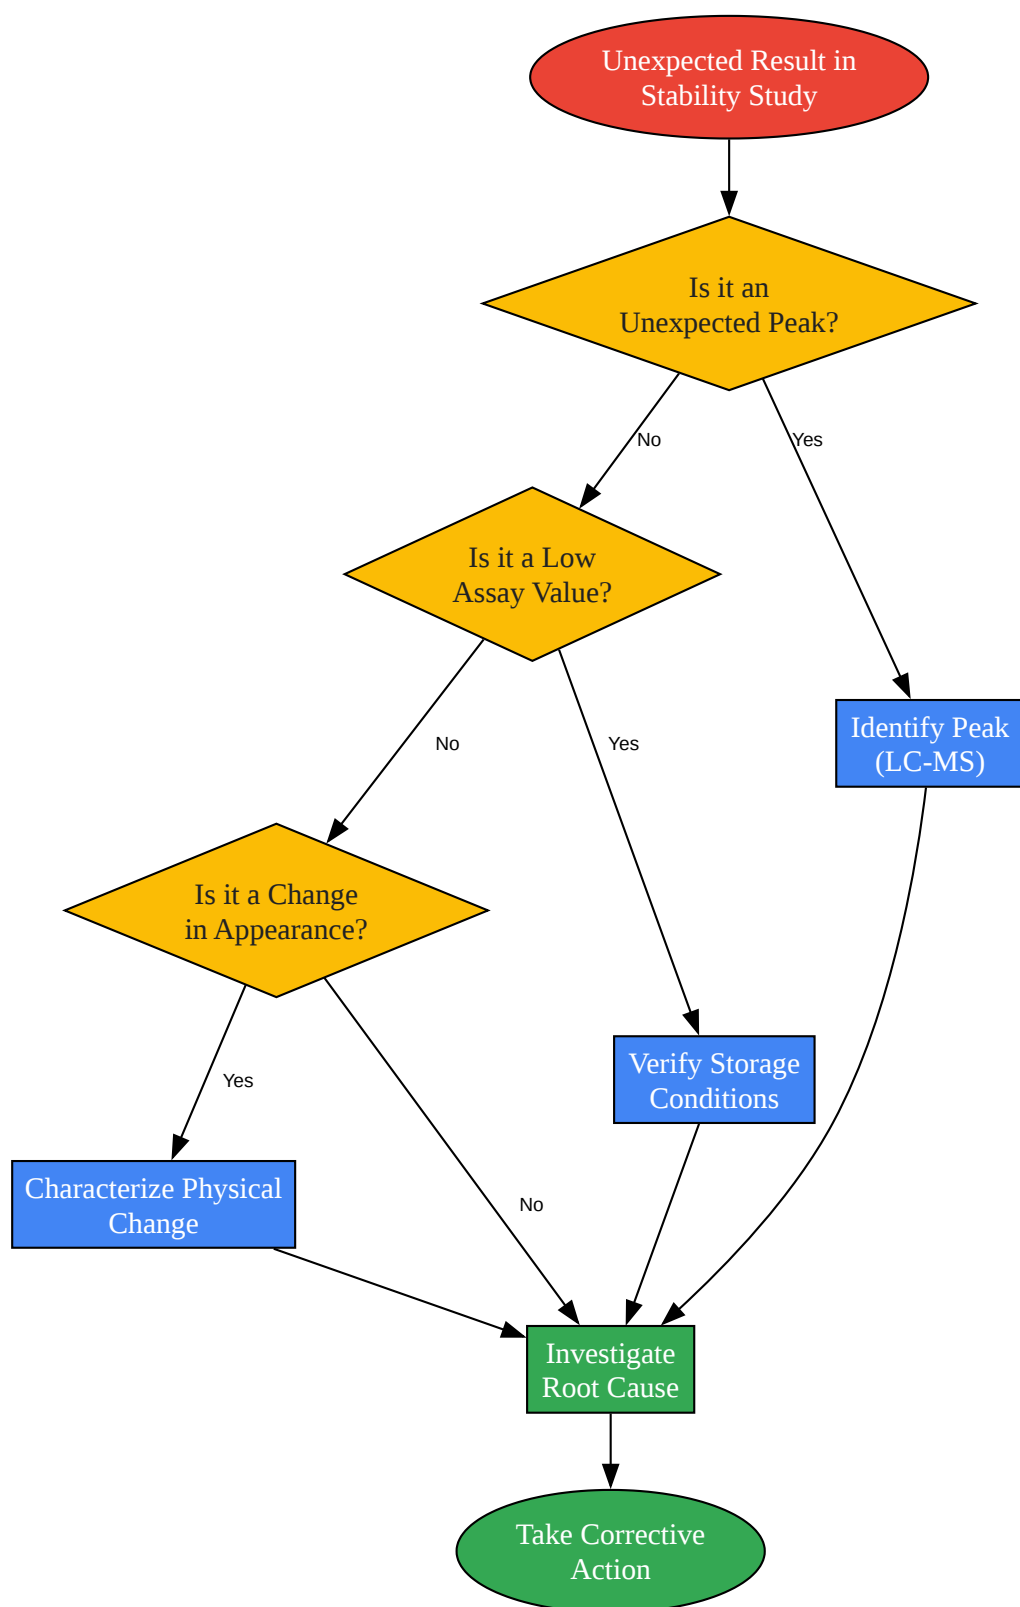 Unexpected Result in
Stability Study
Is it an
Unexpected Peak?
No
Yes
Is it a Low
Assay Value?
Identify Peak
(LC-MS)
No
Yes
Is it a Change
in Appearance?
Verify Storage
Conditions
Yes
Characterize Physical
Change
No
Investigate
Root Cause
Take Corrective
Action